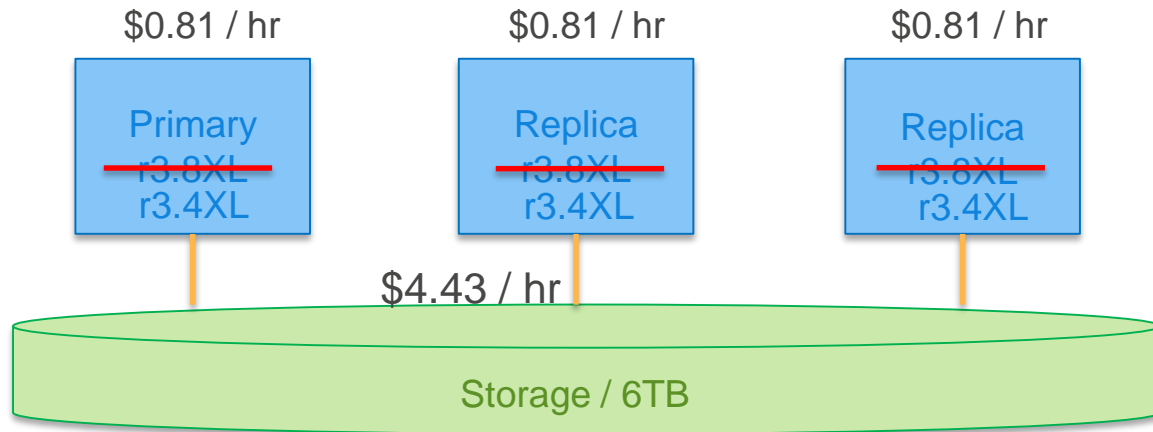 $0.81 / hr
$0.81 / hr
$0.81 / hr
Primary
r3.8XL
r3.4XL
Replica
r3.8XL
r3.4XL
Replica
r3.8XL
r3.4XL
$4.43 / hr
Storage / 6TB